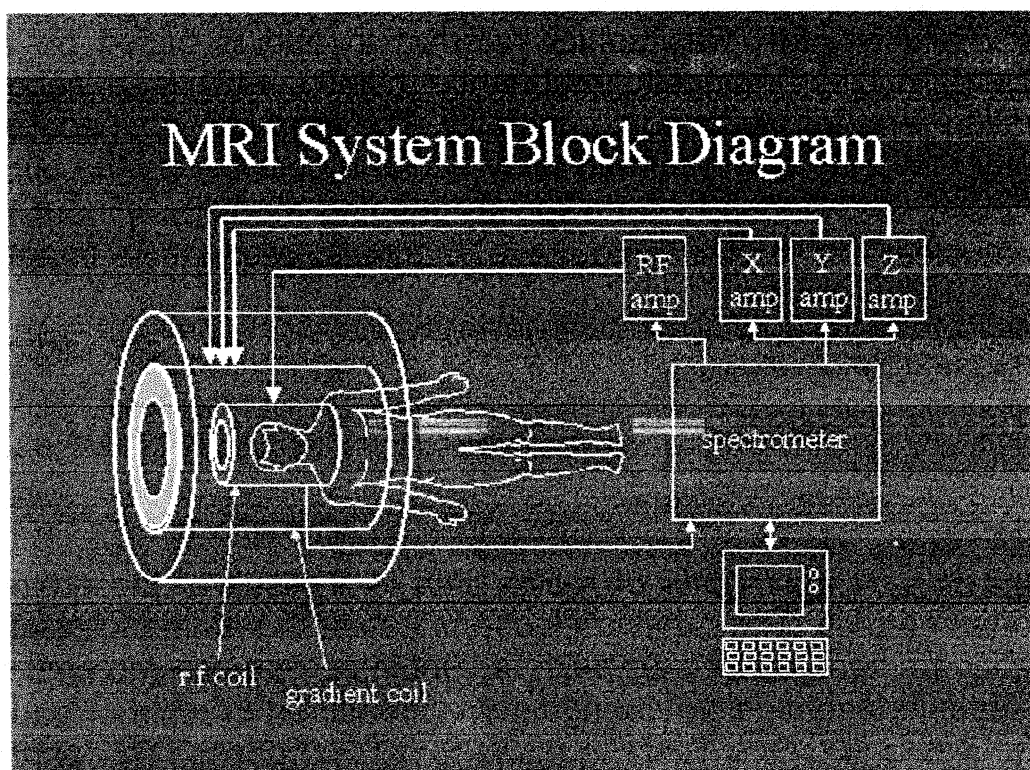 MRI System Block Diagram
RF amp
X amp
Y amp
Z amp
spectrometer
r.f coil
gradient coil